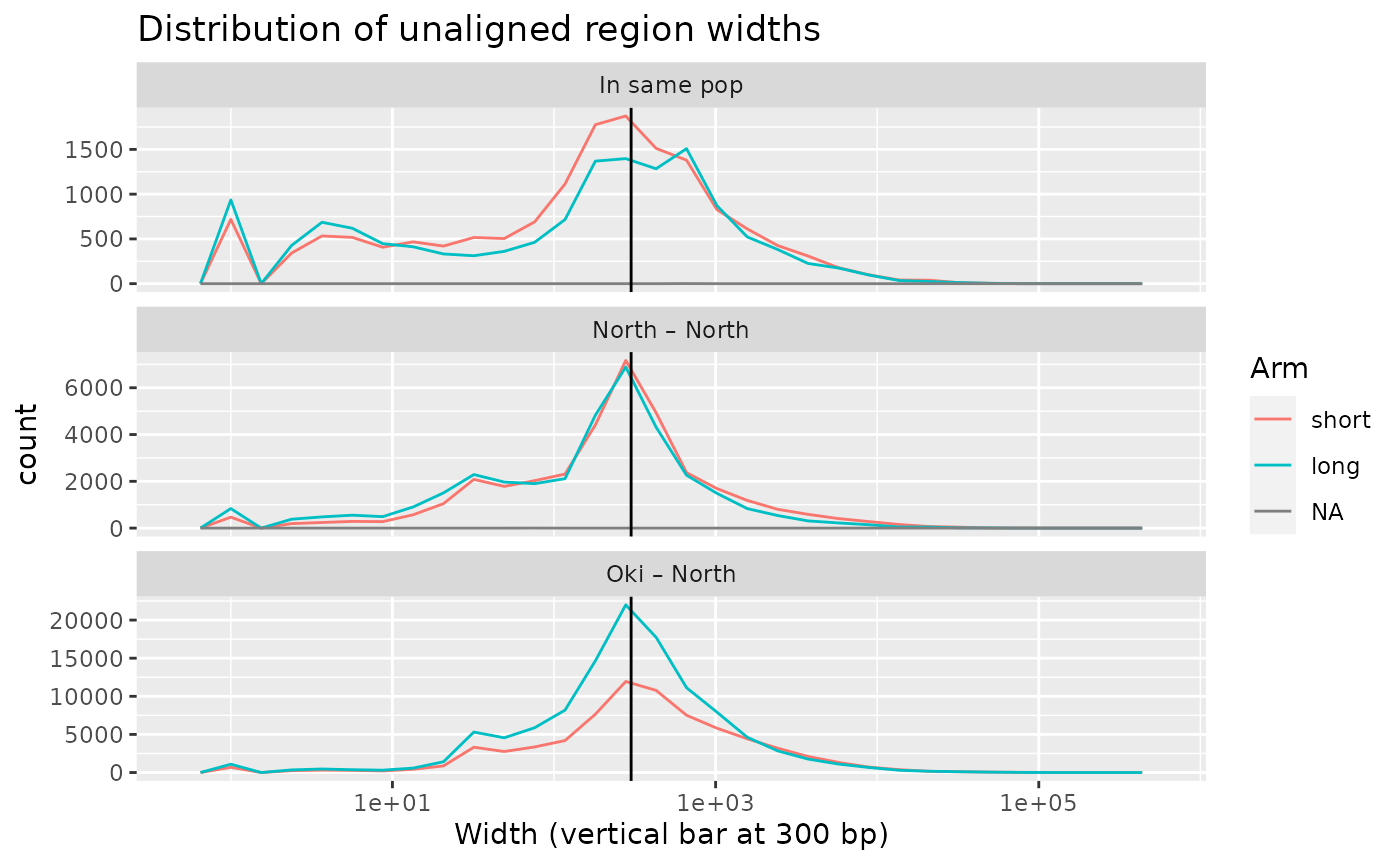 Distribution of unaligned region widths
In same pop
1500
1000
500
0
North – North
6000
4000
2000
0
Oki – North
20000
15000
10000
5000
0
1e+01 1e+03 1e+05
Width (vertical bar at 300 bp)
count
Arm
short
long
NA